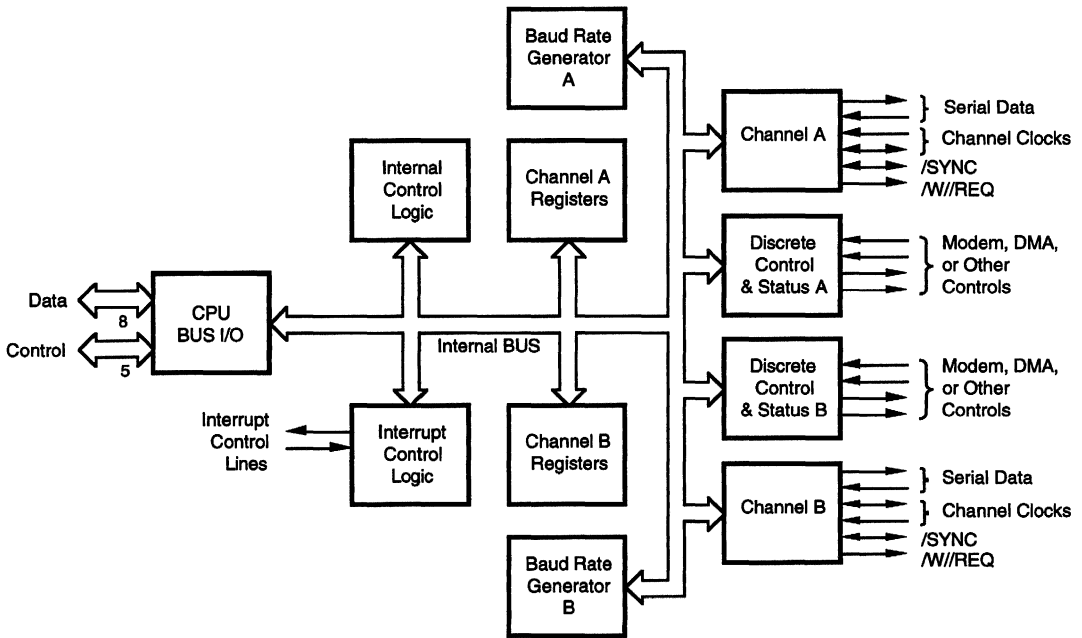 Baud Rate
Generator
A
Channel A
Serial Data
Channel Clocks
/SYNC
/W//REQ
Internal
Control
Logic
Channel A
Registers
Discrete
Control
& Status A
Modem, DMA,
or Other
Controls
Data
8
Control
5
CPU
BUS I/O
Internal BUS
Discrete
Control
& Status B
Modem, DMA,
or Other
Controls
Interrupt
Control
Lines
Interrupt
Control
Logic
Channel B
Registers
Channel B
Serial Data
Channel Clocks
/SYNC
/W//REQ
Baud Rate
Generator
B